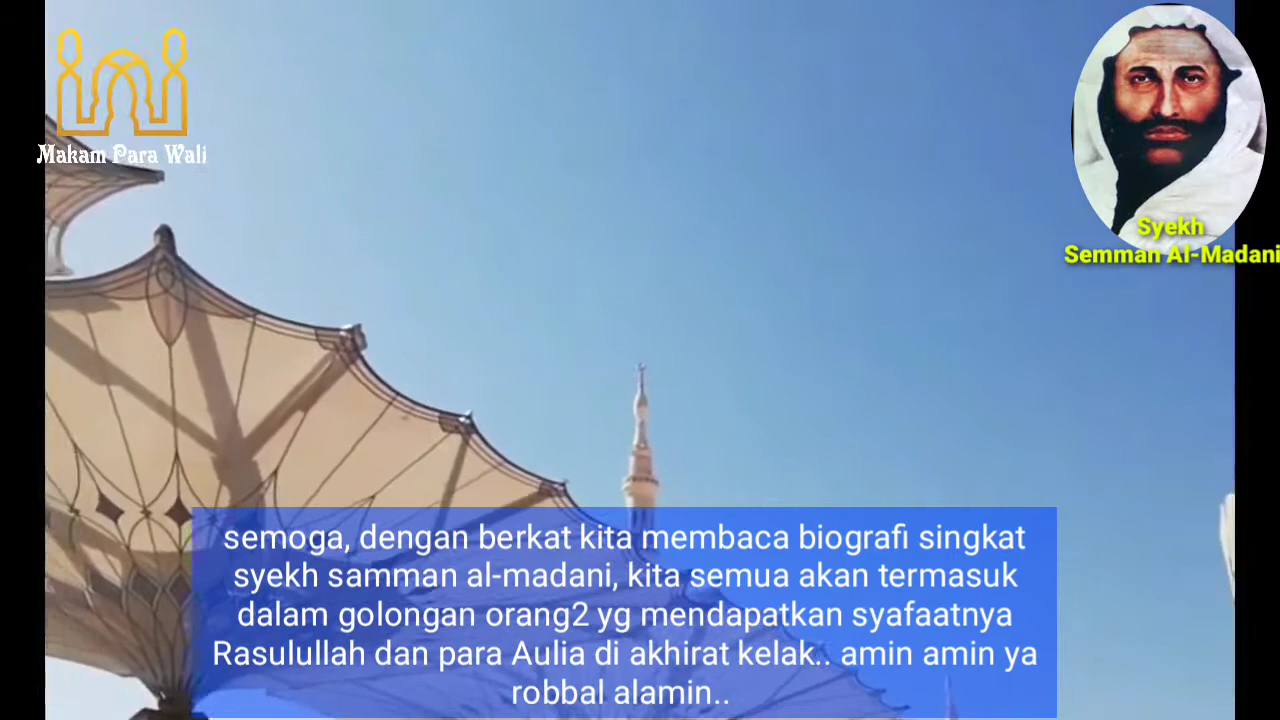 Makam Para Wali
Syekh
Semman Al-Madani
semoga, dengan berkat kita membaca biografi singkat
syekh samman al-madani, kita semua akan termasuk
dalam golongan orang2 yg mendapatkan syafaatnya
Rasulullah dan para Aulia di akhirat kelak.. amin amin ya
robbal alamin..